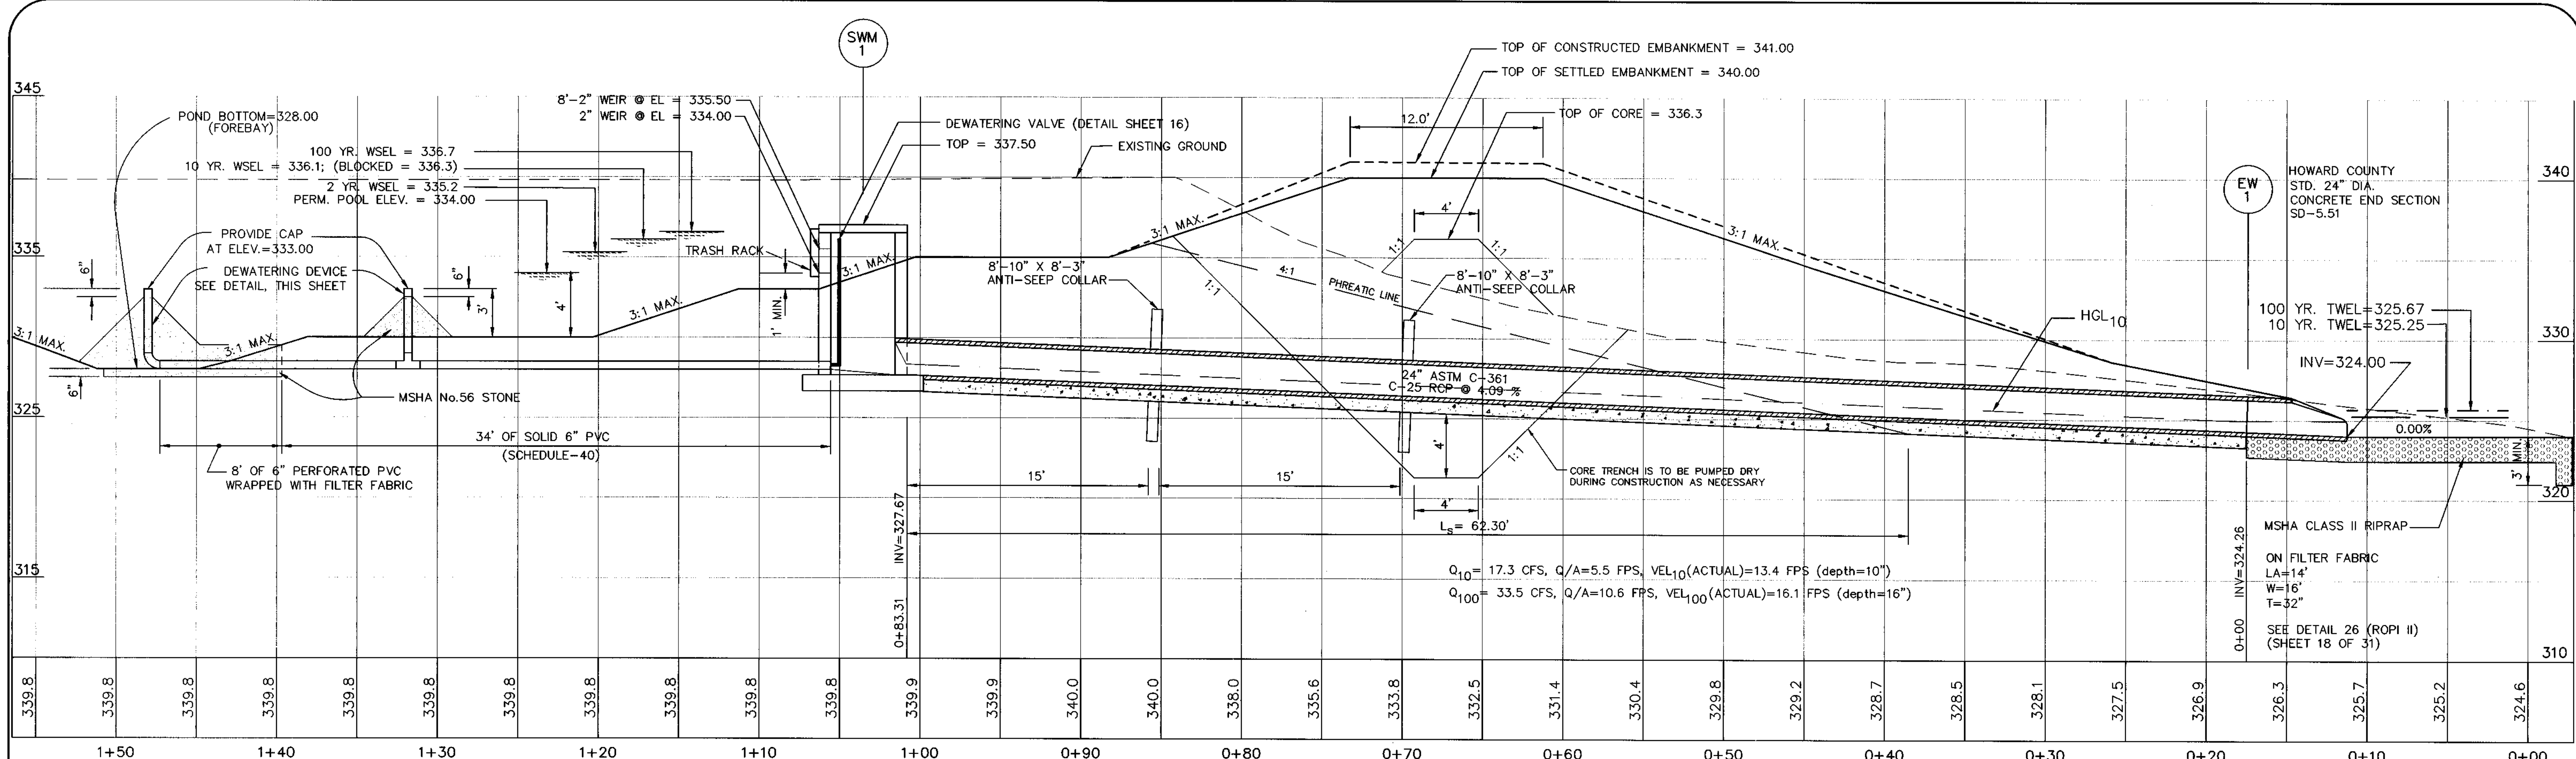 SWM
1
345
POND BOTTOM=328.00
(FOREBAY)
8'-2" WEIR @ EL = 335.50
2" WEIR @ EL = 334.00
100 YR. WSEL = 336.7
10 YR. WSEL = 336.1; (BLOCKED = 336.3)
2 YR. WSEL = 335.2
PERM. POOL ELEV. = 334.00
DEWATERING VALVE (DETAIL SHEET 16)
TOP = 337.50
EXISTING GROUND
TOP OF CONSTRUCTED EMBANKMENT = 341.00
TOP OF SETTLED EMBANKMENT = 340.00
TOP OF CORE = 336.3
12.0'
EW
1
HOWARD COUNTY
STD. 24" DIA.
CONCRETE END SECTION
SD-5.51
340
335
PROVIDE CAP
AT ELEV.=333.00
DEWATERING DEVICE
SEE DETAIL, THIS SHEET
6"
6"
3'
4'
TRASH RACK
3:1 MAX.
3:1 MAX.
3:1 MAX.
3:1 MAX.
1' MIN.
3:1 MAX.
8'-10" X 8'-3"
ANTI-SEEP COLLAR
3:1 MAX.
4'
1:1
1:1
1:1
4:1
PHREATIC LINE
8'-10" X 8'-3"
ANTI-SEEP COLLAR
3:1 MAX.
HGL10
100 YR. TWEL=325.67
10 YR. TWEL=325.25
330
INV=324.00
325
6"
MSHA No.56 STONE
34' OF SOLID 6" PVC
(SCHEDULE-40)
8' OF 6" PERFORATED PVC
WRAPPED WITH FILTER FABRIC
24" ASTM C-361
C-25 RCP @ 4.09 %
4'
1:1
CORE TRENCH IS TO BE PUMPED DRY
DURING CONSTRUCTION AS NECESSARY
15'
15'
4'
Ls= 62.30'
0.00%
3' MIN.
320
MSHA CLASS II RIPRAP
ON FILTER FABRIC
LA=14'
W=16'
T=32"
SEE DETAIL 26 (ROPI II)
(SHEET 18 OF 31)
315
0+83.31 INV=327.67
Q10= 17.3 CFS, Q/A=5.5 FPS, VEL10(ACTUAL)=13.4 FPS (depth=10")
Q100= 33.5 CFS, Q/A=10.6 FPS, VEL100(ACTUAL)=16.1 FPS (depth=16")
0+00 INV=324.26
310
339.8 339.8 339.8 339.8 339.8 339.8 339.8 339.8 339.8 339.8 339.8 339.9 339.9 340.0 340.0 338.0 335.6 333.8 332.5 331.4 330.4 329.8 329.2 328.7 328.5 328.1 327.5 326.9 326.3 325.7 325.2 324.6
1+50 1+40 1+30 1+20 1+10 1+00 0+90 0+80 0+70 0+60 0+50 0+40 0+30 0+20 0+10 0+00